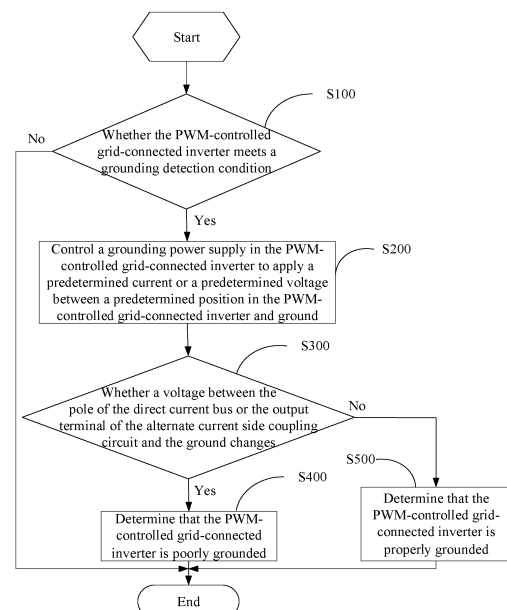 Start
S100
Whether the PWM-controlled
grid-connected inverter meets a
grounding detection condition
No
Yes
Control a grounding power supply in the PWM-
controlled grid-connected inverter to apply a
predetermined current or a predetermined voltage
between a predetermined position in the PWM-
controlled grid-connected inverter and ground
S200
S300
Whether a voltage between the
pole of the direct current bus or the output
terminal of the alternate current side coupling
circuit and the ground changes
No
Yes
S400
S500
Determine that the PWM-
controlled grid-connected
inverter is poorly grounded
Determine that the
PWM-controlled grid-
connected inverter is
properly grounded
End